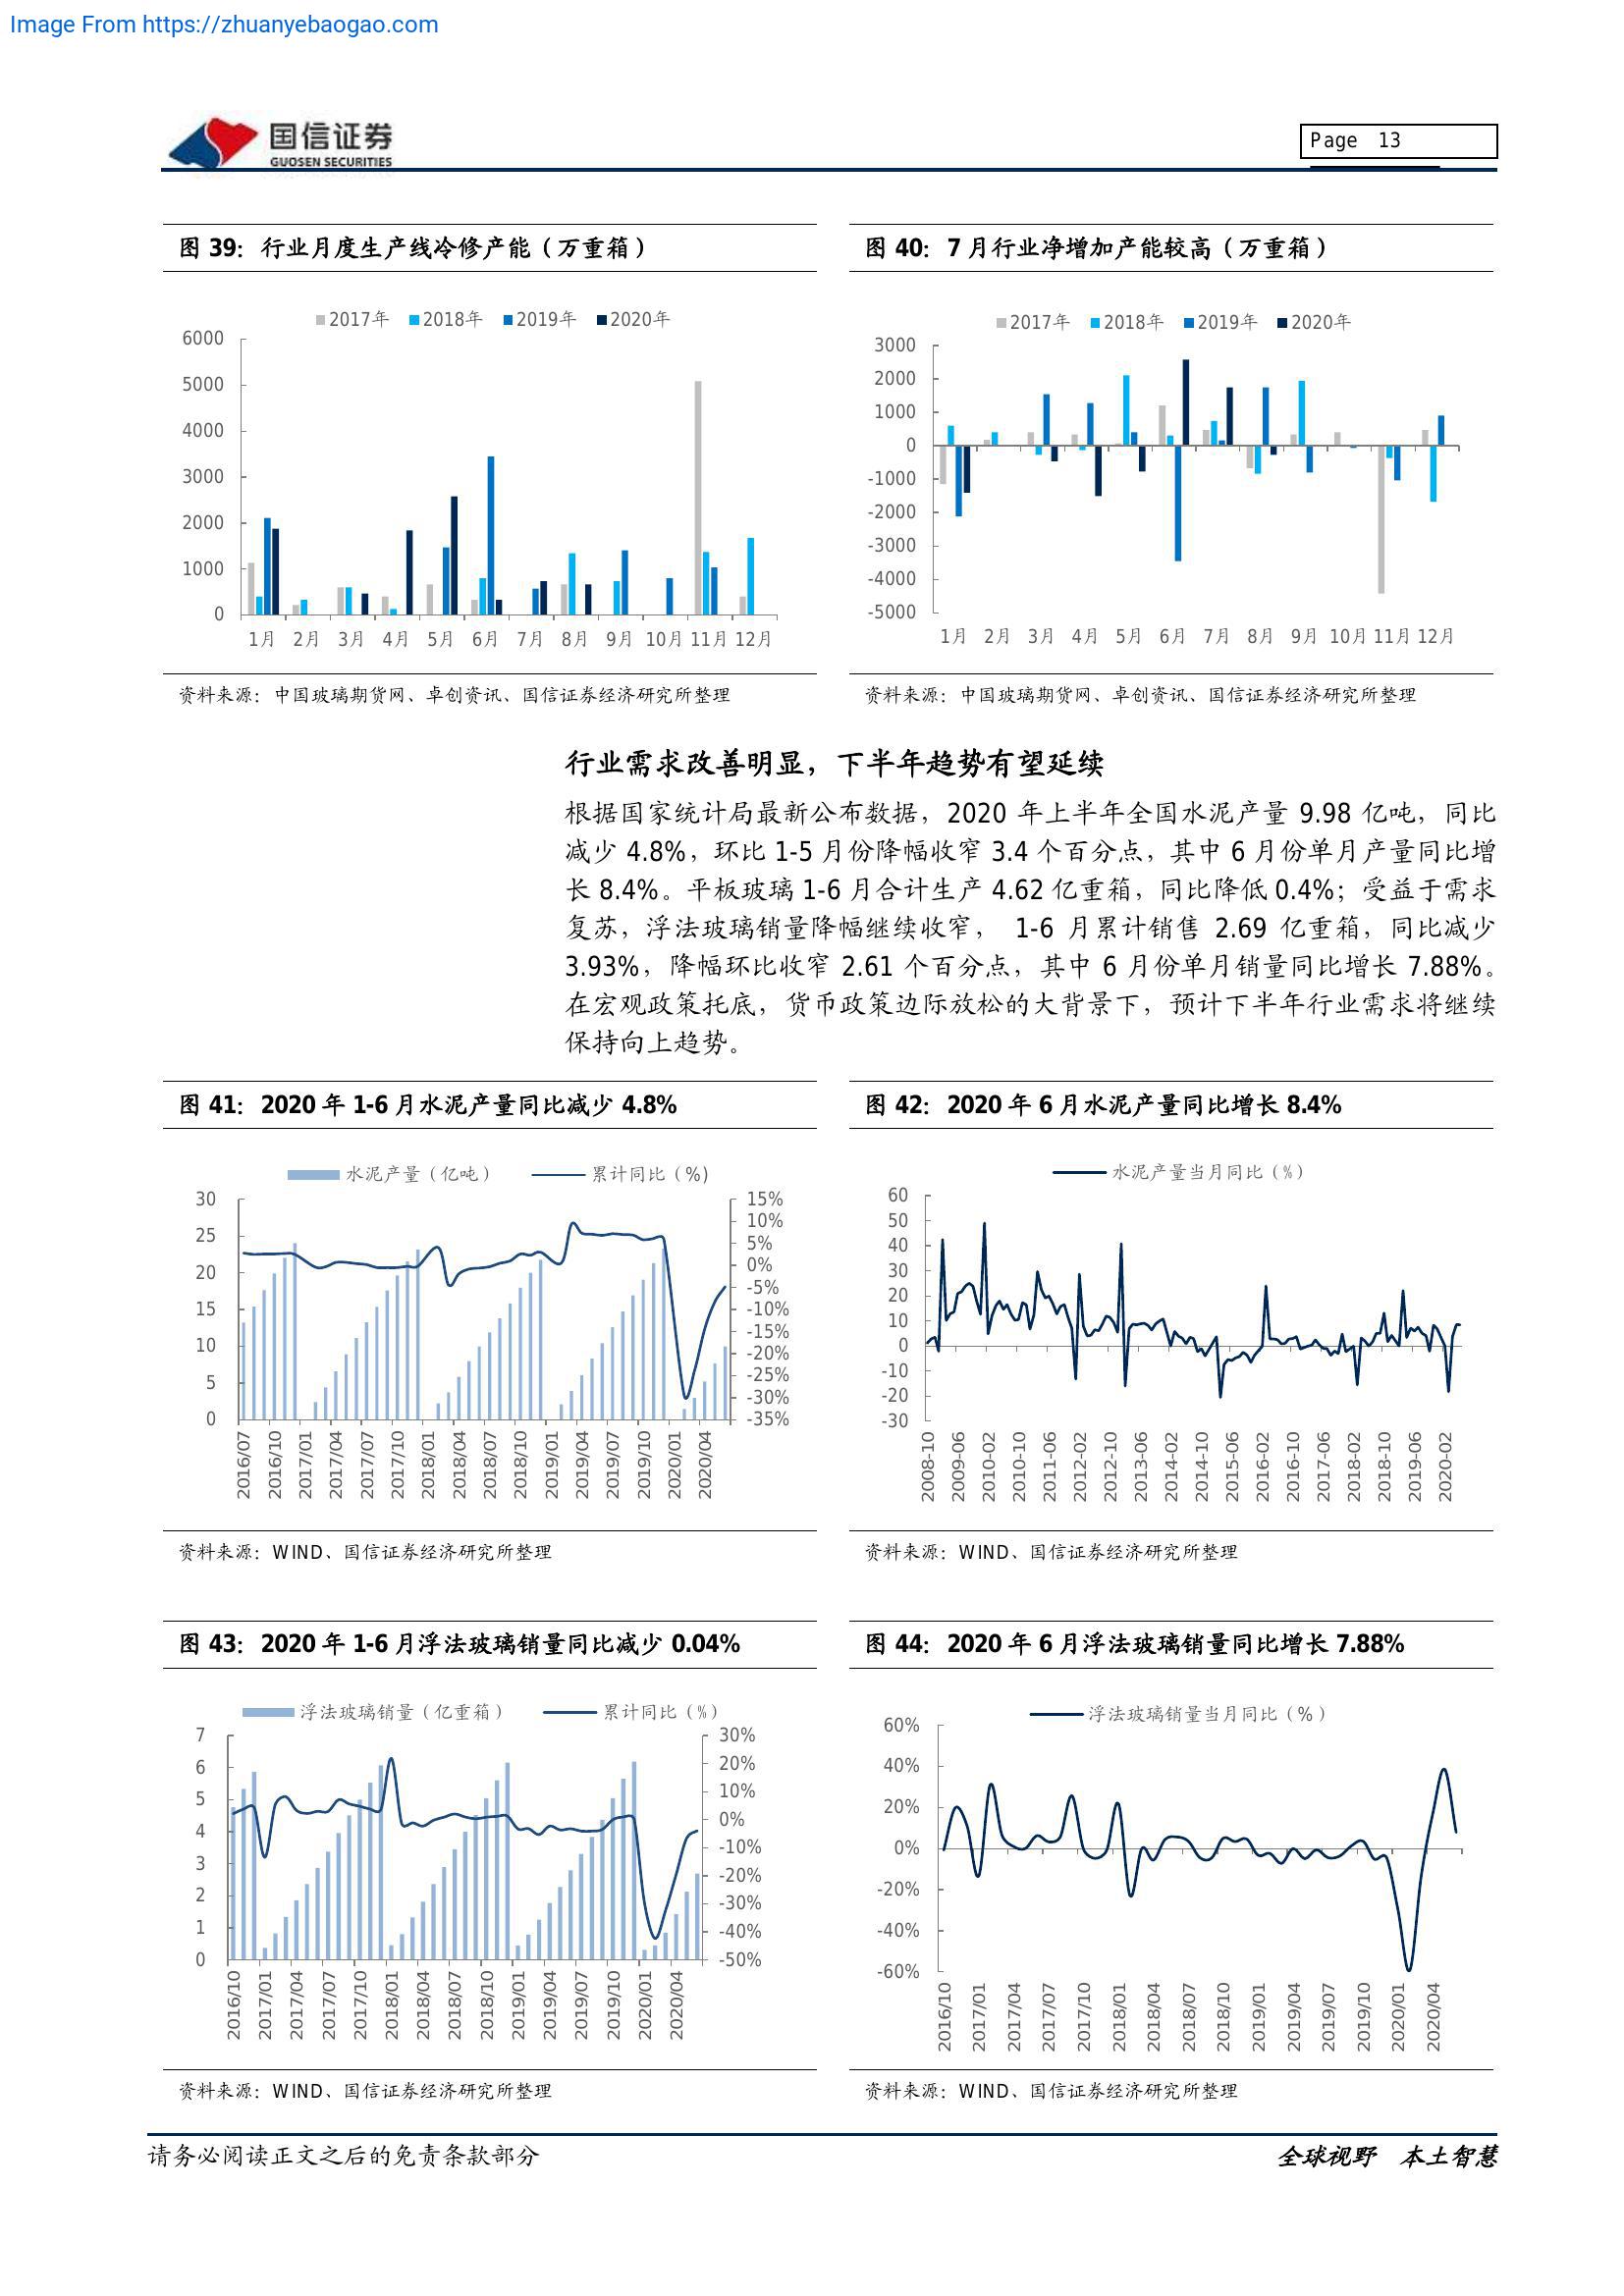 Image From https://zhuanyebaogao.com
国信证券
GUOSEN SECURITIES
Page 13
图 39：行业月度生产线冷修产能（万重箱）
2017年 2018年 2019年 2020年
6000
5000
4000
3000
2000
1000
0
1月 2月 3月 4月 5月 6月 7月 8月 9月 10月 11月 12月
资料来源：中国玻璃期货网、卓创资讯、国信证券经济研究所整理
图 40：7 月行业净增加产能较高（万重箱）
2017年 2018年 2019年 2020年
3000
2000
1000
0
-1000
-2000
-3000
-4000
-5000
1月 2月 3月 4月 5月 6月 7月 8月 9月 10月 11月 12月
资料来源：中国玻璃期货网、卓创资讯、国信证券经济研究所整理
行业需求改善明显，下半年趋势有望延续
根据国家统计局最新公布数据，2020 年上半年全国水泥产量 9.98 亿吨，同比
减少 4.8%，环比 1-5 月份降幅收窄 3.4 个百分点，其中 6 月份单月产量同比增
长 8.4%。平板玻璃 1-6 月合计生产 4.62 亿重箱，同比降低 0.4%；受益于需求
复苏，浮法玻璃销量降幅继续收窄， 1-6 月累计销售 2.69 亿重箱，同比减少
3.93%，降幅环比收窄 2.61 个百分点，其中 6 月份单月销量同比增长 7.88%。
在宏观政策托底，货币政策边际放松的大背景下，预计下半年行业需求将继续
保持向上趋势。
图 41：2020 年 1-6 月水泥产量同比减少 4.8%
水泥产量（亿吨） 累计同比（%）
30
25
20
15
10
5
0
15%
10%
5%
0%
-5%
-10%
-15%
-20%
-25%
-30%
-35%
2016/07 2016/10 2017/01 2017/04 2017/07 2017/10 2018/01 2018/04 2018/07 2018/10 2019/01 2019/04 2019/07 2019/10 2020/01 2020/04
资料来源：WIND、国信证券经济研究所整理
图 42：2020 年 6 月水泥产量同比增长 8.4%
水泥产量当月同比（%）
60
50
40
30
20
10
0
-10
-20
-30
2008-10 2009-06 2010-02 2010-10 2011-06 2012-02 2012-10 2013-06 2014-02 2014-10 2015-06 2016-02 2016-10 2017-06 2018-02 2018-10 2019-06 2020-02
资料来源：WIND、国信证券经济研究所整理
图 43：2020 年 1-6 月浮法玻璃销量同比减少 0.04%
浮法玻璃销量（亿重箱） 累计同比（%）
7
6
5
4
3
2
1
0
30%
20%
10%
0%
-10%
-20%
-30%
-40%
-50%
2016/10 2017/01 2017/04 2017/07 2017/10 2018/01 2018/04 2018/07 2018/10 2019/01 2019/04 2019/07 2019/10 2020/01 2020/04
资料来源：WIND、国信证券经济研究所整理
图 44：2020 年 6 月浮法玻璃销量同比增长 7.88%
浮法玻璃销量当月同比（%）
60%
40%
20%
0%
-20%
-40%
-60%
2016/10 2017/01 2017/04 2017/07 2017/10 2018/01 2018/04 2018/07 2018/10 2019/01 2019/04 2019/07 2019/10 2020/01 2020/04
资料来源：WIND、国信证券经济研究所整理
请务必阅读正文之后的免责条款部分
全球视野 本土智慧